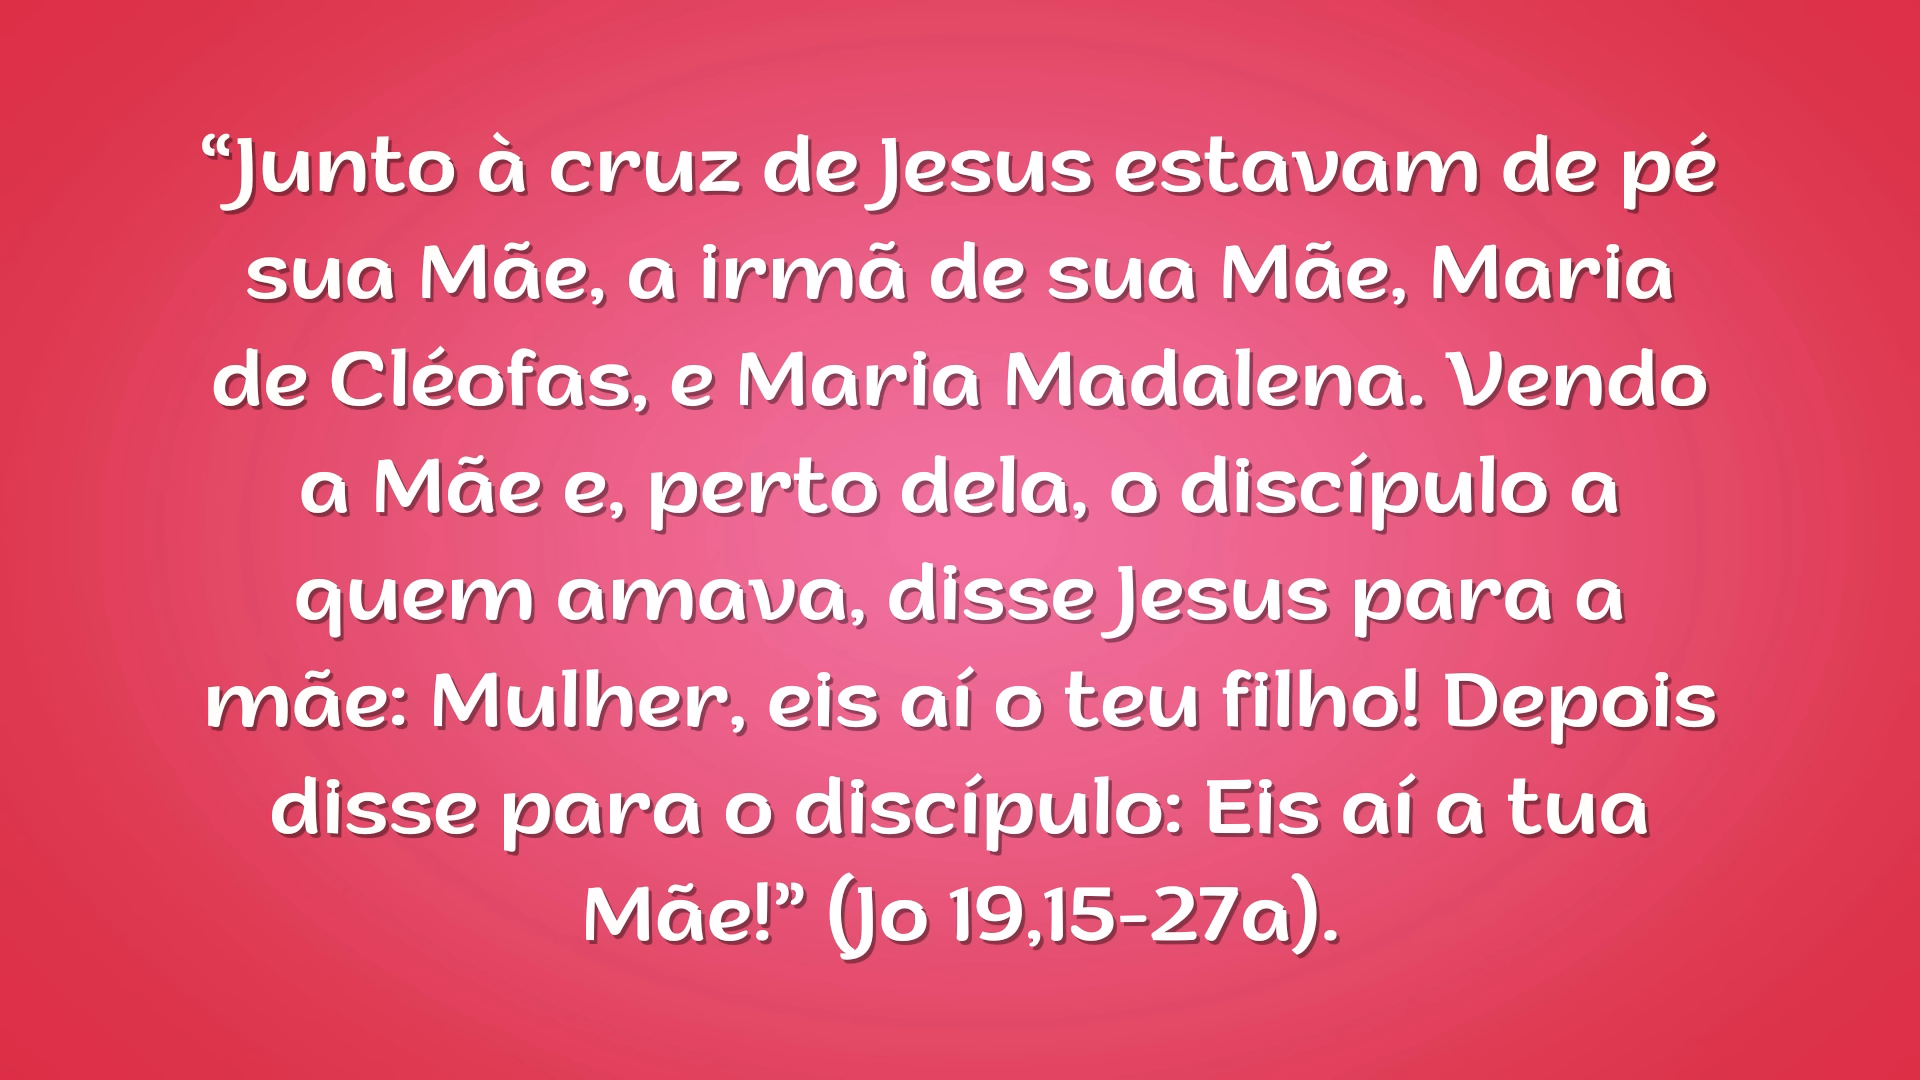 “Junto à cruz de Jesus estavam de pé
sua Mãe, a irmã de sua Mãe, Maria
de Cléofas, e Maria Madalena. Vendo
a Mãe e, perto dela, o discípulo a
quem amava, disse Jesus para a
mãe: Mulher, eis aí o teu filho! Depois
disse para o discípulo: Eis aí a tua
Mãe!” (Jo 19,15-27a).